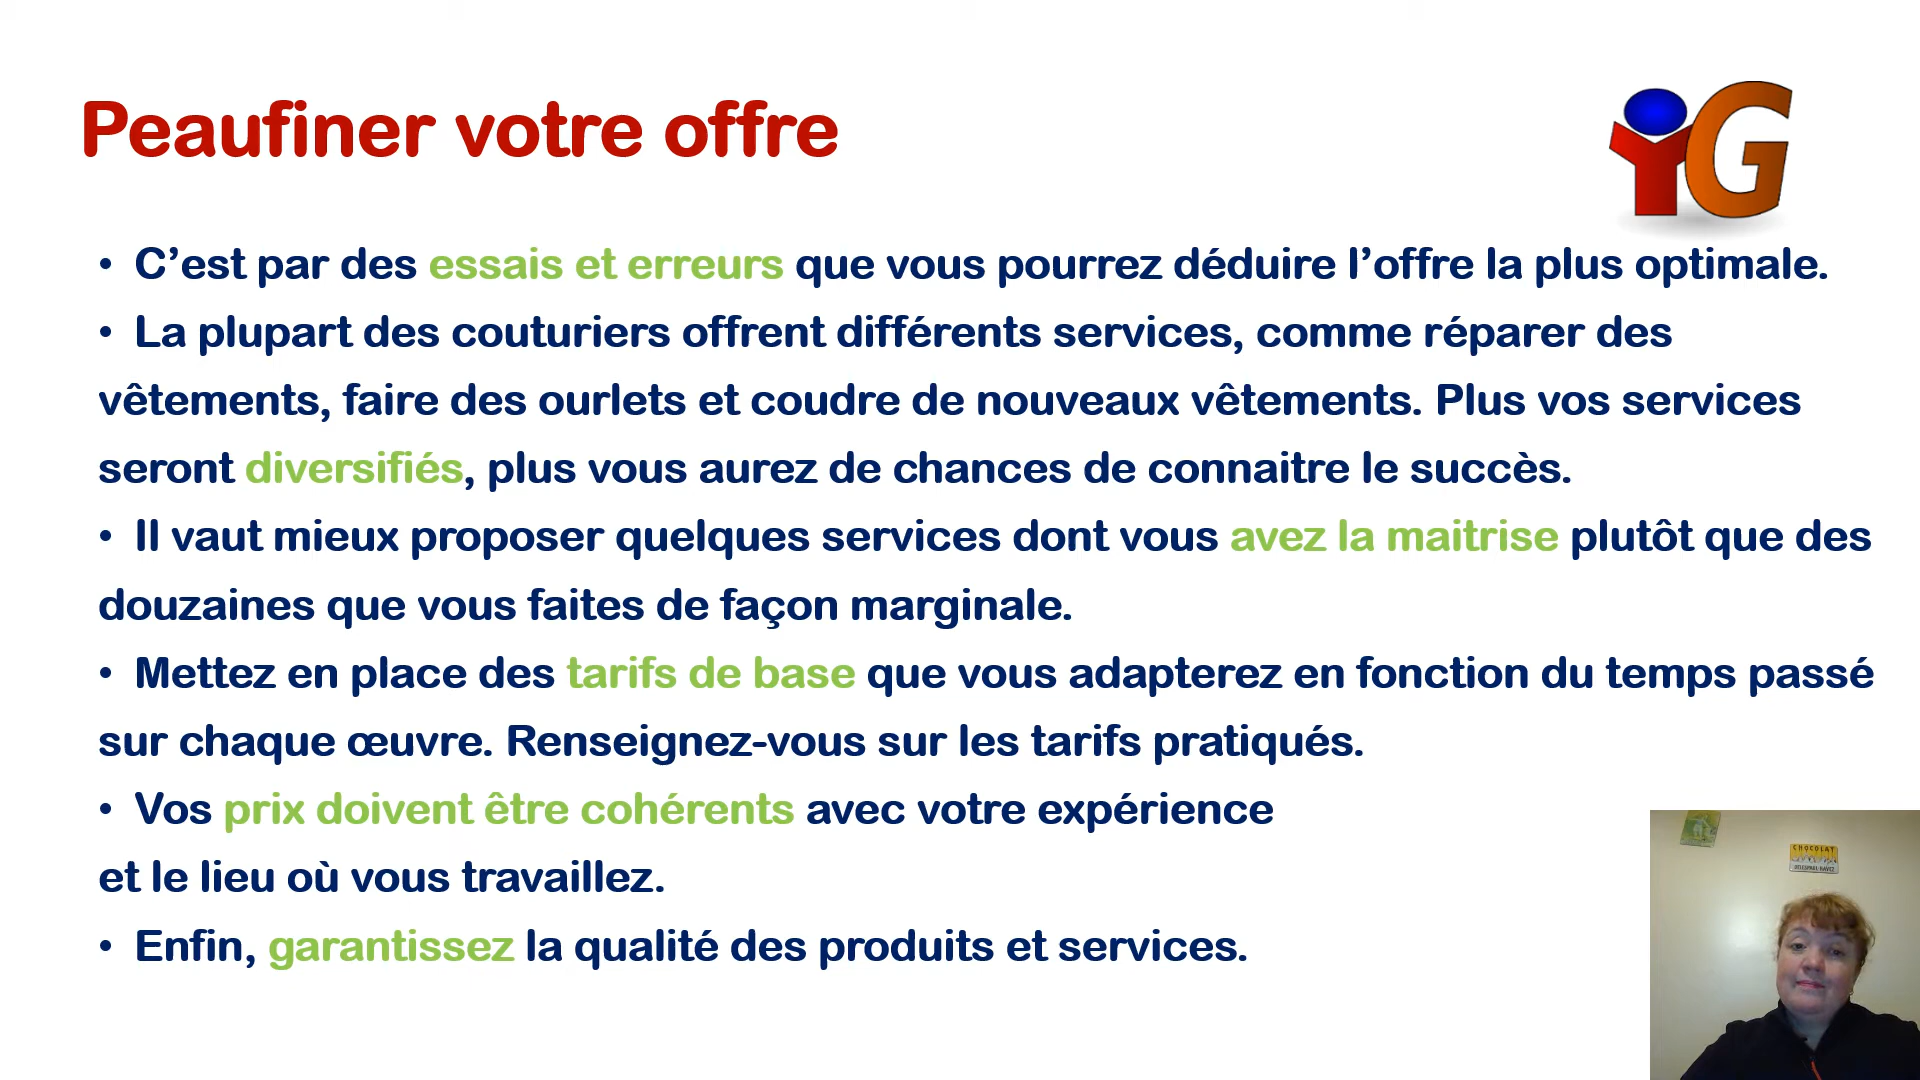 Peaufiner votre offre
G
• C’est par des essais et erreurs que vous pourrez déduire l’offre la plus optimale.
• La plupart des couturiers offrent différents services, comme réparer des
vêtements, faire des ourlets et coudre de nouveaux vêtements. Plus vos services
seront diversifiés, plus vous aurez de chances de connaitre le succès.
• Il vaut mieux proposer quelques services dont vous avez la maitrise plutôt que des
douzaines que vous faites de façon marginale.
• Mettez en place des tarifs de base que vous adapterez en fonction du temps passé
sur chaque œuvre. Renseignez-vous sur les tarifs pratiqués.
• Vos prix doivent être cohérents avec votre expérience
et le lieu où vous travaillez.
• Enfin, garantissez la qualité des produits et services.
CHOCOLAT